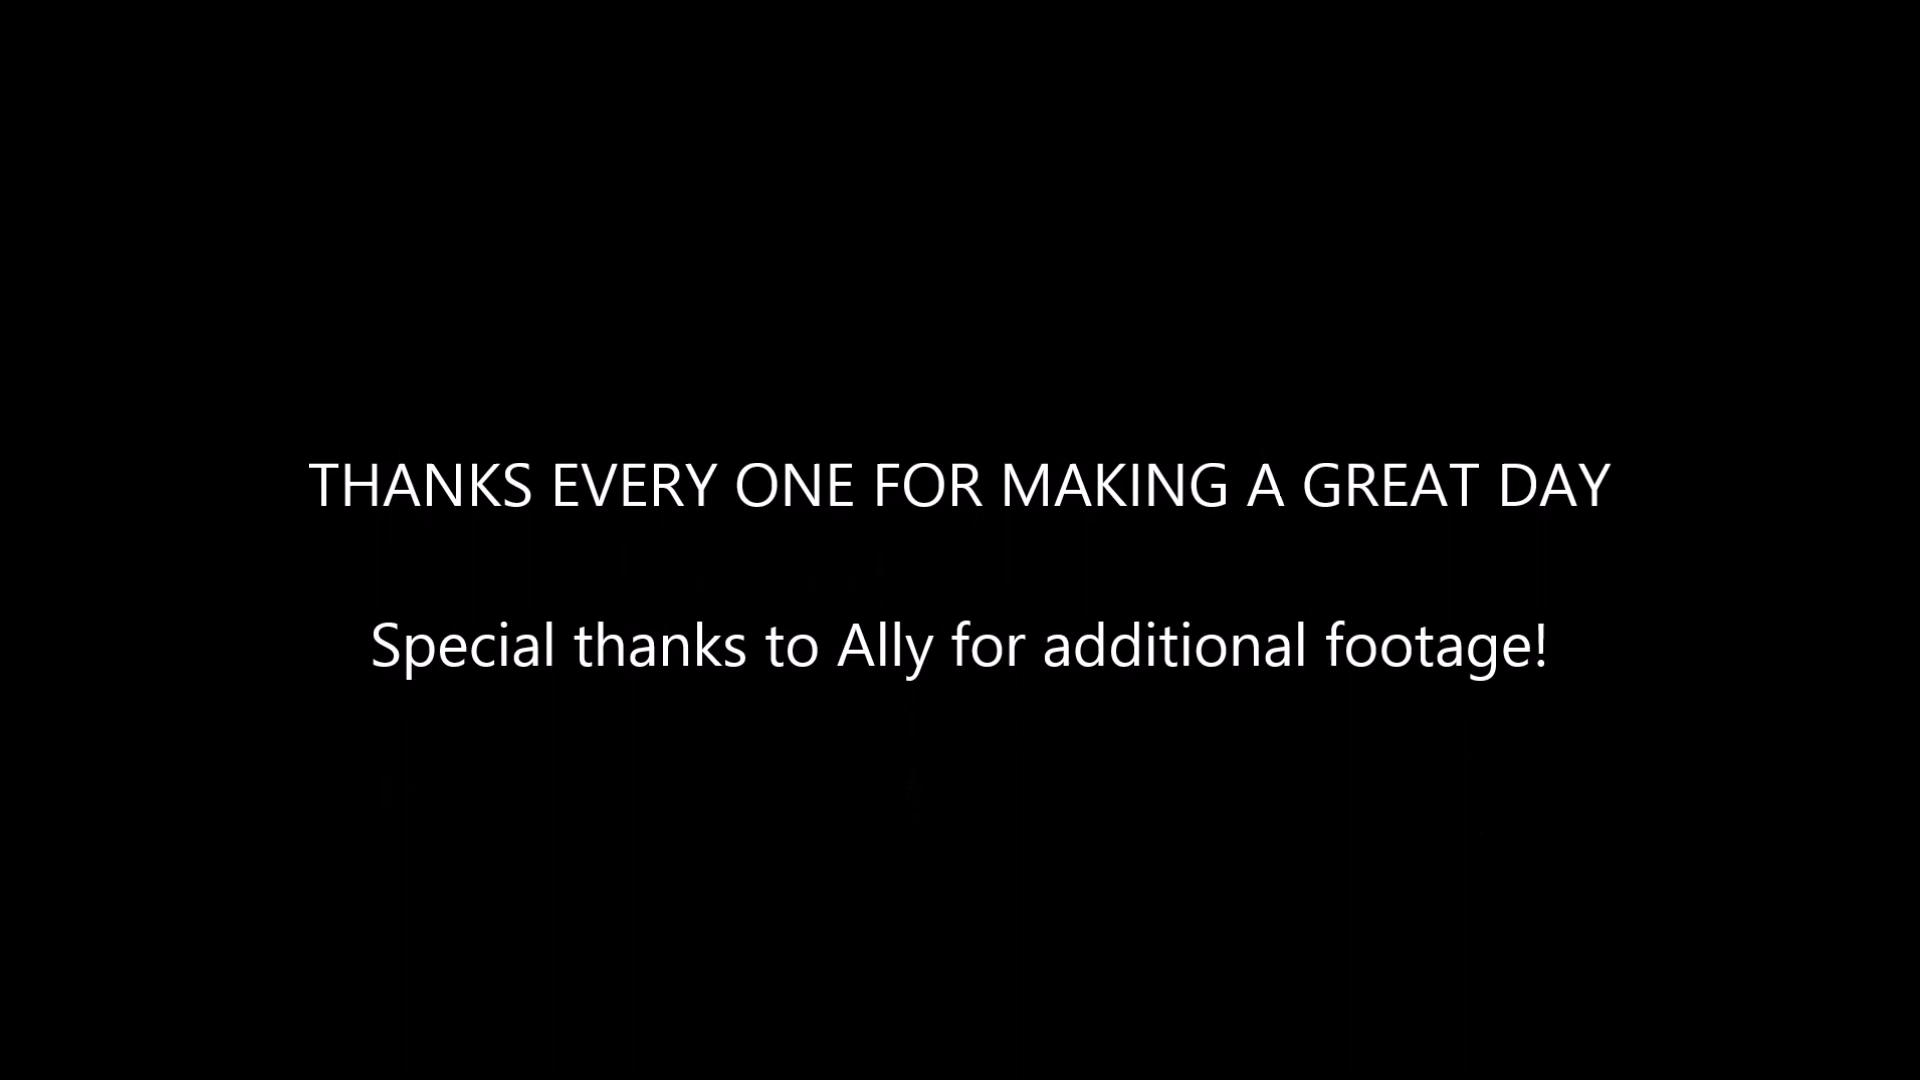 THANKS EVERY ONE FOR MAKING A GREAT DAY
Special thanks to Ally for additional footage!